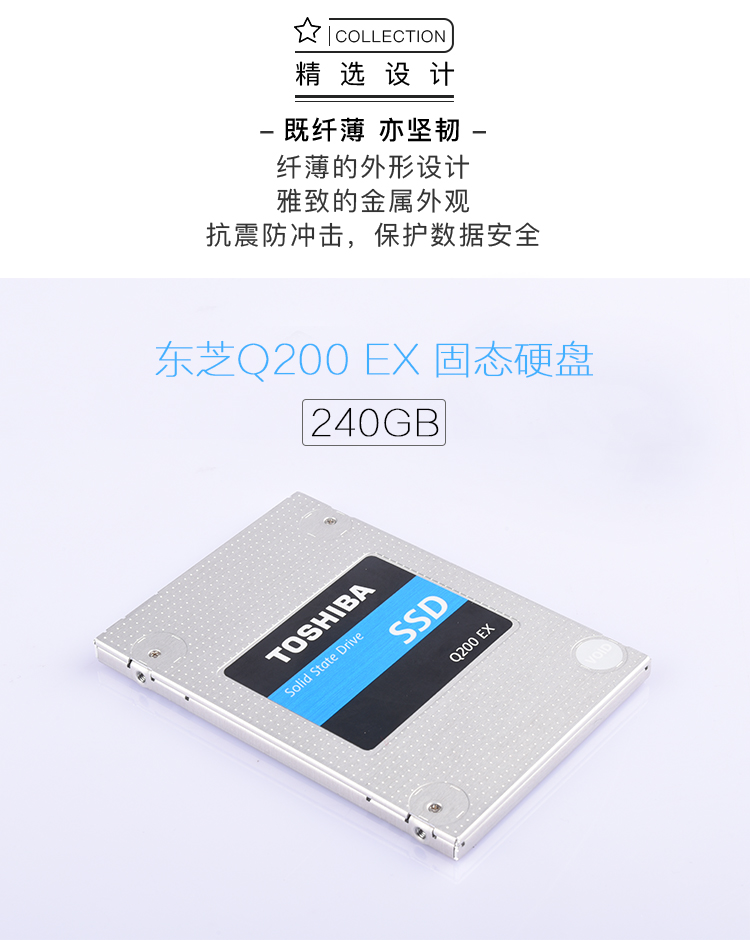 COLLECTION
精选设计
– 既纤薄 亦坚韧 –
纤薄的外形设计
雅致的金属外观
抗震防冲击，保护数据安全
东芝Q200 EX 固态硬盘
240GB
TOSHIBA
Solid State Drive
SSD
Q200 EX
VOID